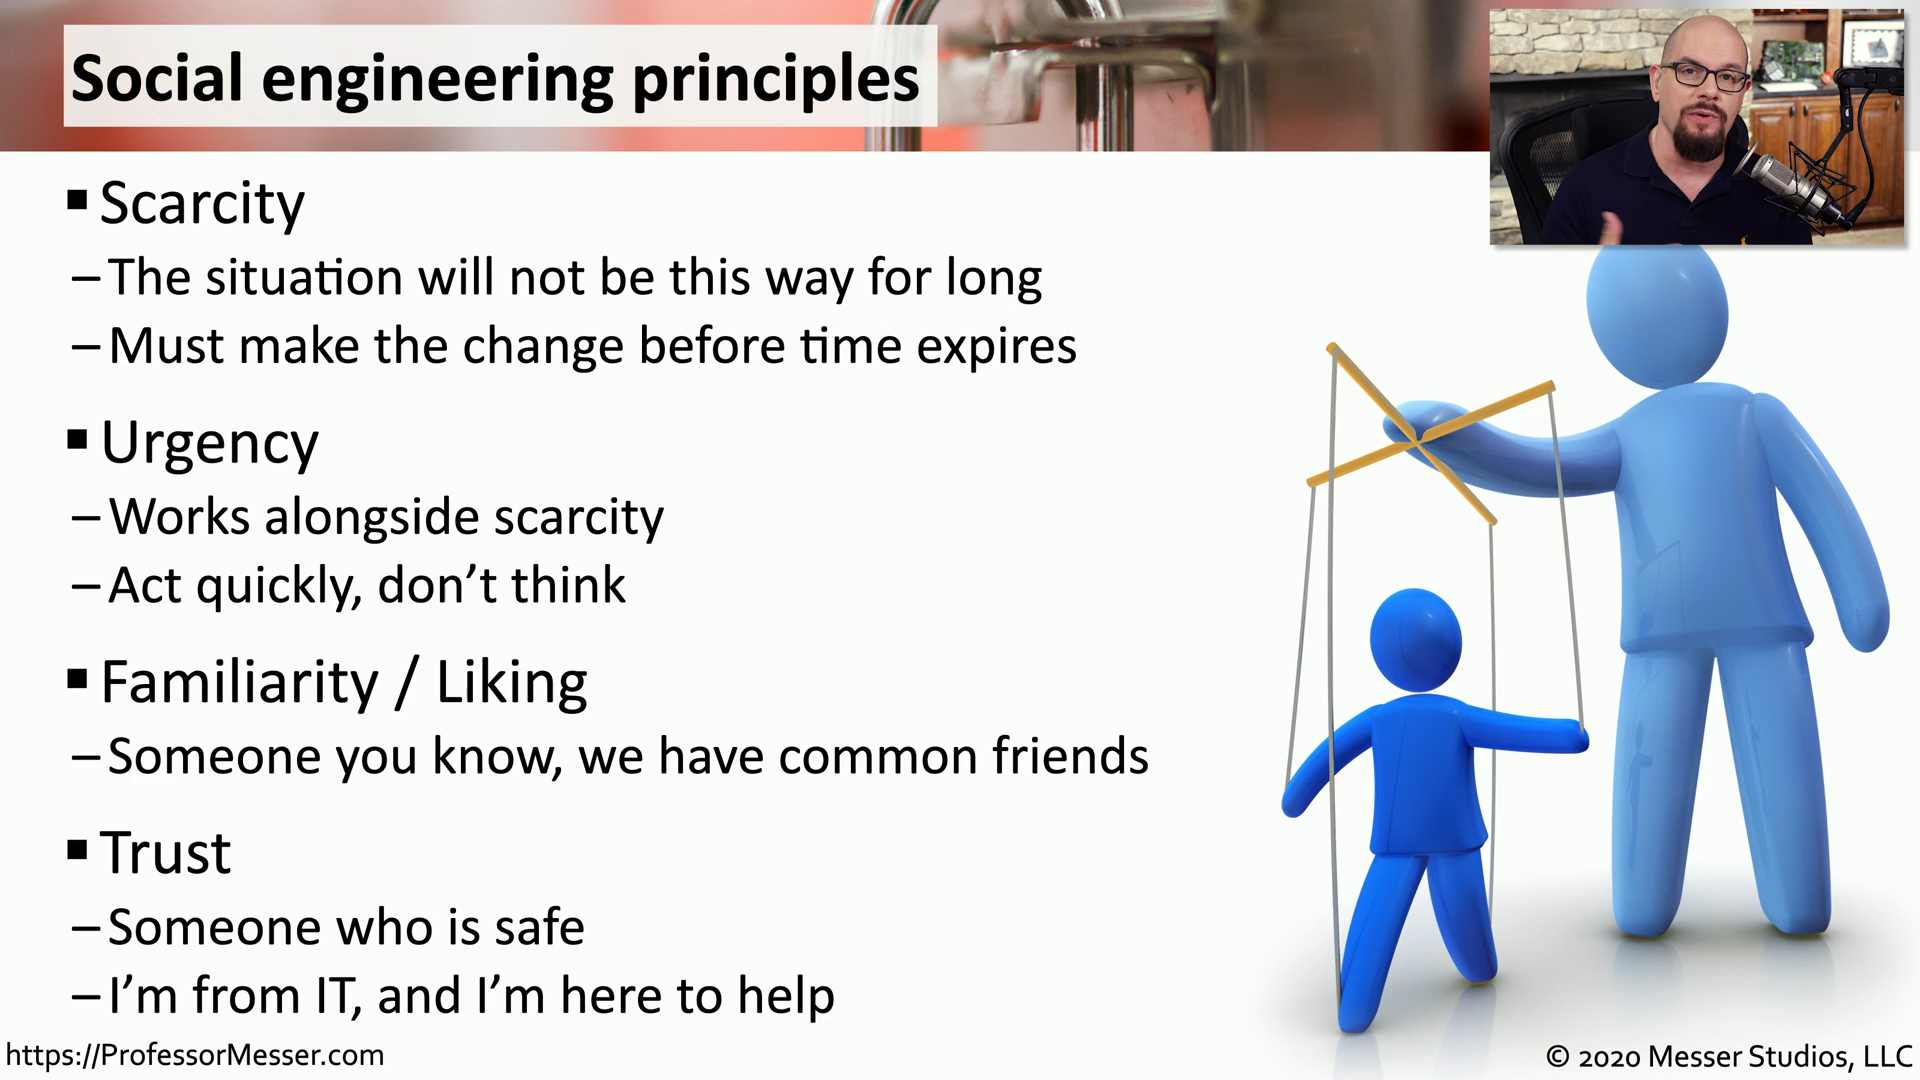 Social engineering principles
▪ Scarcity
– The situation will not be this way for long
– Must make the change before time expires
▪ Urgency
– Works alongside scarcity
– Act quickly, don’t think
▪ Familiarity / Liking
– Someone you know, we have common friends
▪ Trust
– Someone who is safe
– I’m from IT, and I’m here to help
https://ProfessorMesser.com
© 2020 Messer Studios, LLC